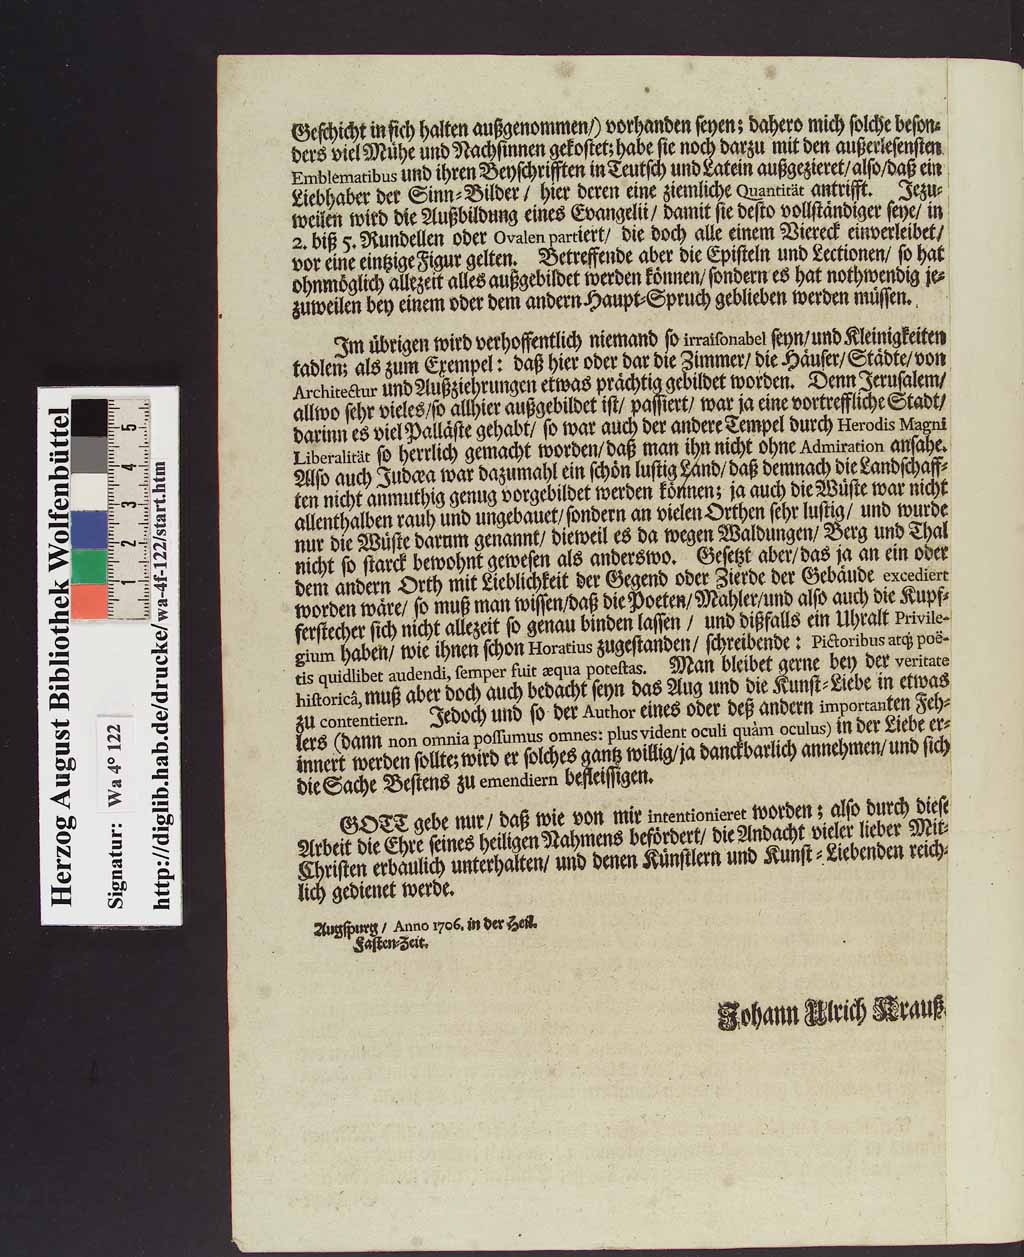 Geschicht in sich halten außgenommen/) vorhanden seyen; dahero mich solche beson-
ders viel Mühe und Nachsinnen gekostet; habe sie noch darzu mit den außerlesensten
Emblematibus und ihren Beyschrifften in Teutsch und Latein außgezieret/ also/ daß ein
Liebhaber der Sinn-Bilder / hier deren eine ziemliche Quantität antrifft. Jezu-
weilen wird die Außbildung eines Evangelii/ damit sie desto vollständiger seye/ in
2. biß 5. Rundellen oder Ovalen partiert/ die doch alle einem Viereck einverleibet/
vor eine eintzige Figur gelten. Betreffende aber die Episteln und Lectionen/ so hat
ohnmöglich allezeit alles außgebildet werden können/ sondern es hat nothwendig je-
zuweilen bey einem oder dem andern Haupt-Spruch geblieben werden müssen.
Im übrigen wird verhoffentlich niemand so irraisonabel seyn/ und Kleinigkeiten
tadlen; als zum Exempel: daß hier oder dar die Zimmer/ die Häuser/ Städte/ von
Architectur und Außziehrungen etwas prächtig gebildet worden. Denn Jerusalem/
allwo sehr vieles/ so allhier außgebildet ist/ passiert/ war ja eine vortreffliche Stadt/
darinn es viel Palläste gehabt/ so war auch der andere Tempel durch Herodis Magni
Liberalität so herrlich gemacht worden/ daß man ihn nicht ohne Admiration ansahe.
Also auch Judæa war dazumahl ein schön lustig Land/ daß demnach die Landschaff-
ten nicht anmuthig genug vorgebildet werden können; ja auch die Wüste war nicht
allenthalben rauh und ungebauet/ sondern an vielen Orthen sehr lustig/ und wurde
nur die Wüste darum genannt/ dieweil es da wegen Waldungen/ Berg und Thal
nicht so starck bewohnt gewesen als anderswo. Gesetzt aber/ das ja an ein oder
dem andern Orth mit Lieblichkeit der Gegend oder Zierde der Gebäude excediert
worden wäre/ so muß man wissen/ daß die Poeten/ Mahler/ und also auch die Kupf-
ferstecher sich nicht allezeit so genau binden lassen / und dißfalls ein Uhralt Privile-
gium haben/ wie ihnen schon Horatius zugestanden/ schreibende: Pictoribus atq; poë-
tis quidlibet audendi, semper fuit æqua potestas. Man bleibet gerne bey der veritate
historicâ, muß aber doch auch bedacht seyn das Aug und die Kunst-Liebe in etwas
zu contentiern. Jedoch und so der Author eines oder deß andern importanten Feh-
lers (dann non omnia possumus omnes: plus vident oculi quàm oculus) in der Liebe er-
innert werden sollte; wird er solches gantz willig/ ja danckbarlich annehmen/ und sich
die Sache Bestens zu emendiern befleissigen.
GOTT gebe nur/ daß wie von mir intentionieret worden; also durch diese
Arbeit die Ehre seines heiligen Nahmens befördert/ die Andacht vieler lieber Mit-
Christen erbaulich unterhalten/ und denen Künstlern und Kunst-Liebenden reich-
lich gedienet werde.
Augspurg / Anno 1706. in der Heil.
Fasten-Zeit.
Johann Ulrich Krauß.
Herzog August Bibliothek Wolfenbüttel
Signatur: Wa 4° 122
http://diglib.hab.de/drucke/wa-4f-122/start.htm
1 2 3 4 5